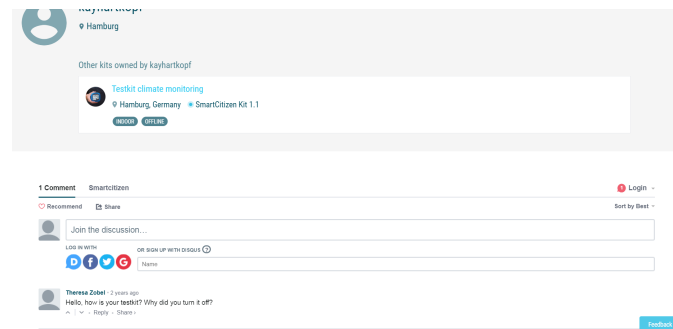 kayhartkopf
Hamburg
Other kits owned by kayhartkopf
Testkit climate monitoring
Hamburg, Germany SmartCitizen Kit 1.1
INDOOR OFFLINE
1 Comment Smartcitizen 1 Login
Recommend Share Sort by Best
Join the discussion…
LOG IN WITH
OR SIGN UP WITH DISQUS ?
D f G
Name
Theresa Zobel • 2 years ago
Hello, how is your testkit? Why did you turn it off?
Reply • Share ›
Feedback